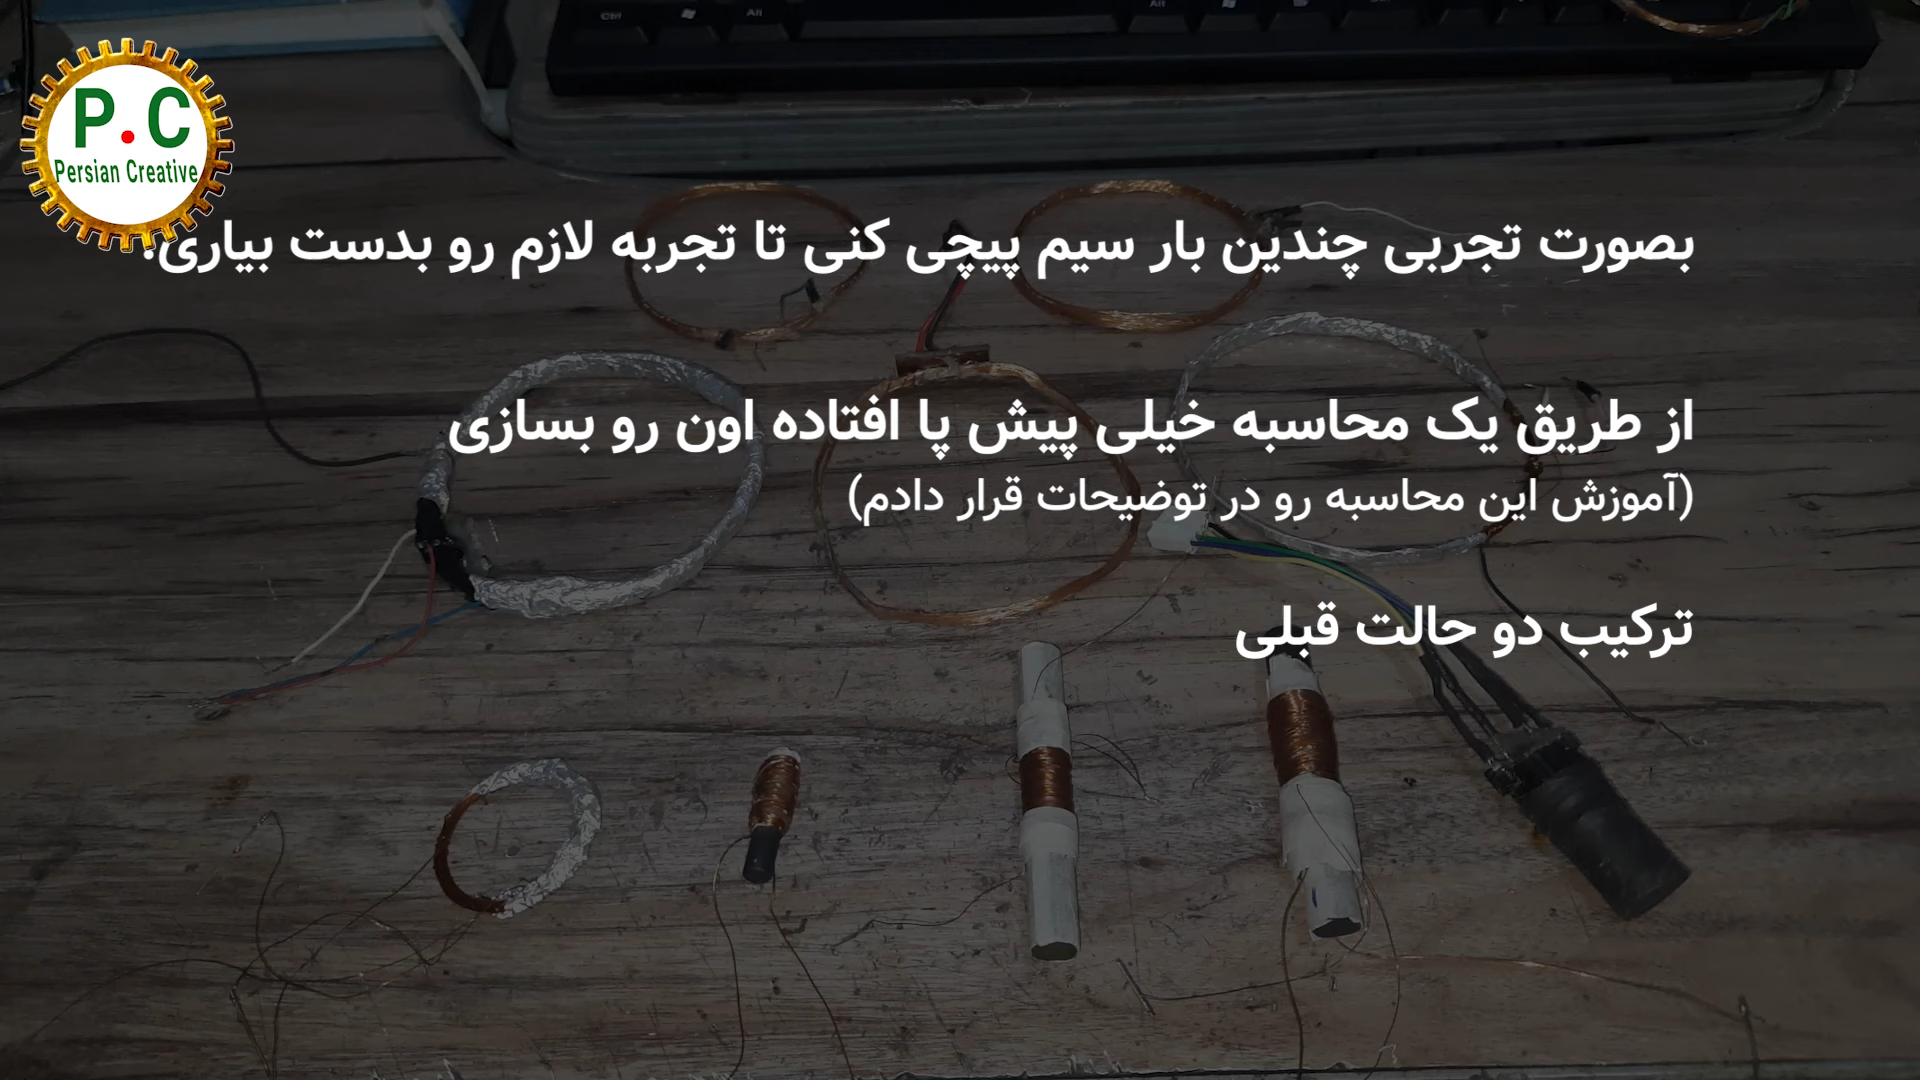 P.C
Persian Creative
بصورت تجربی چندین بار سیم پیچی کنی تا تجربه لازم رو بدست بیاری.
از طریق یک محاسبه خیلی پیش پا افتاده اون رو بسازی
(آموزش این محاسبه رو در توضیحات قرار دادم)
ترکیب دو حالت قبلی